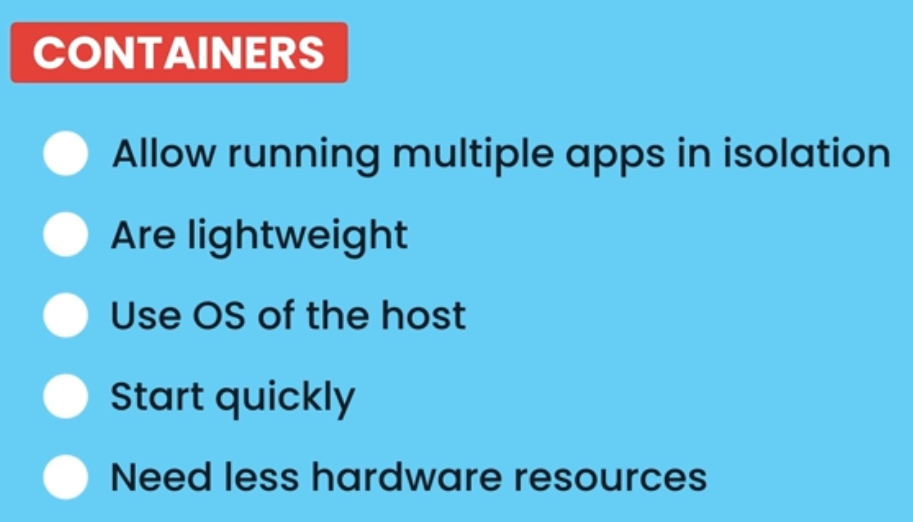 CONTAINERS
Allow running multiple apps in isolation
Are lightweight
Use OS of the host
Start quickly
Need less hardware resources